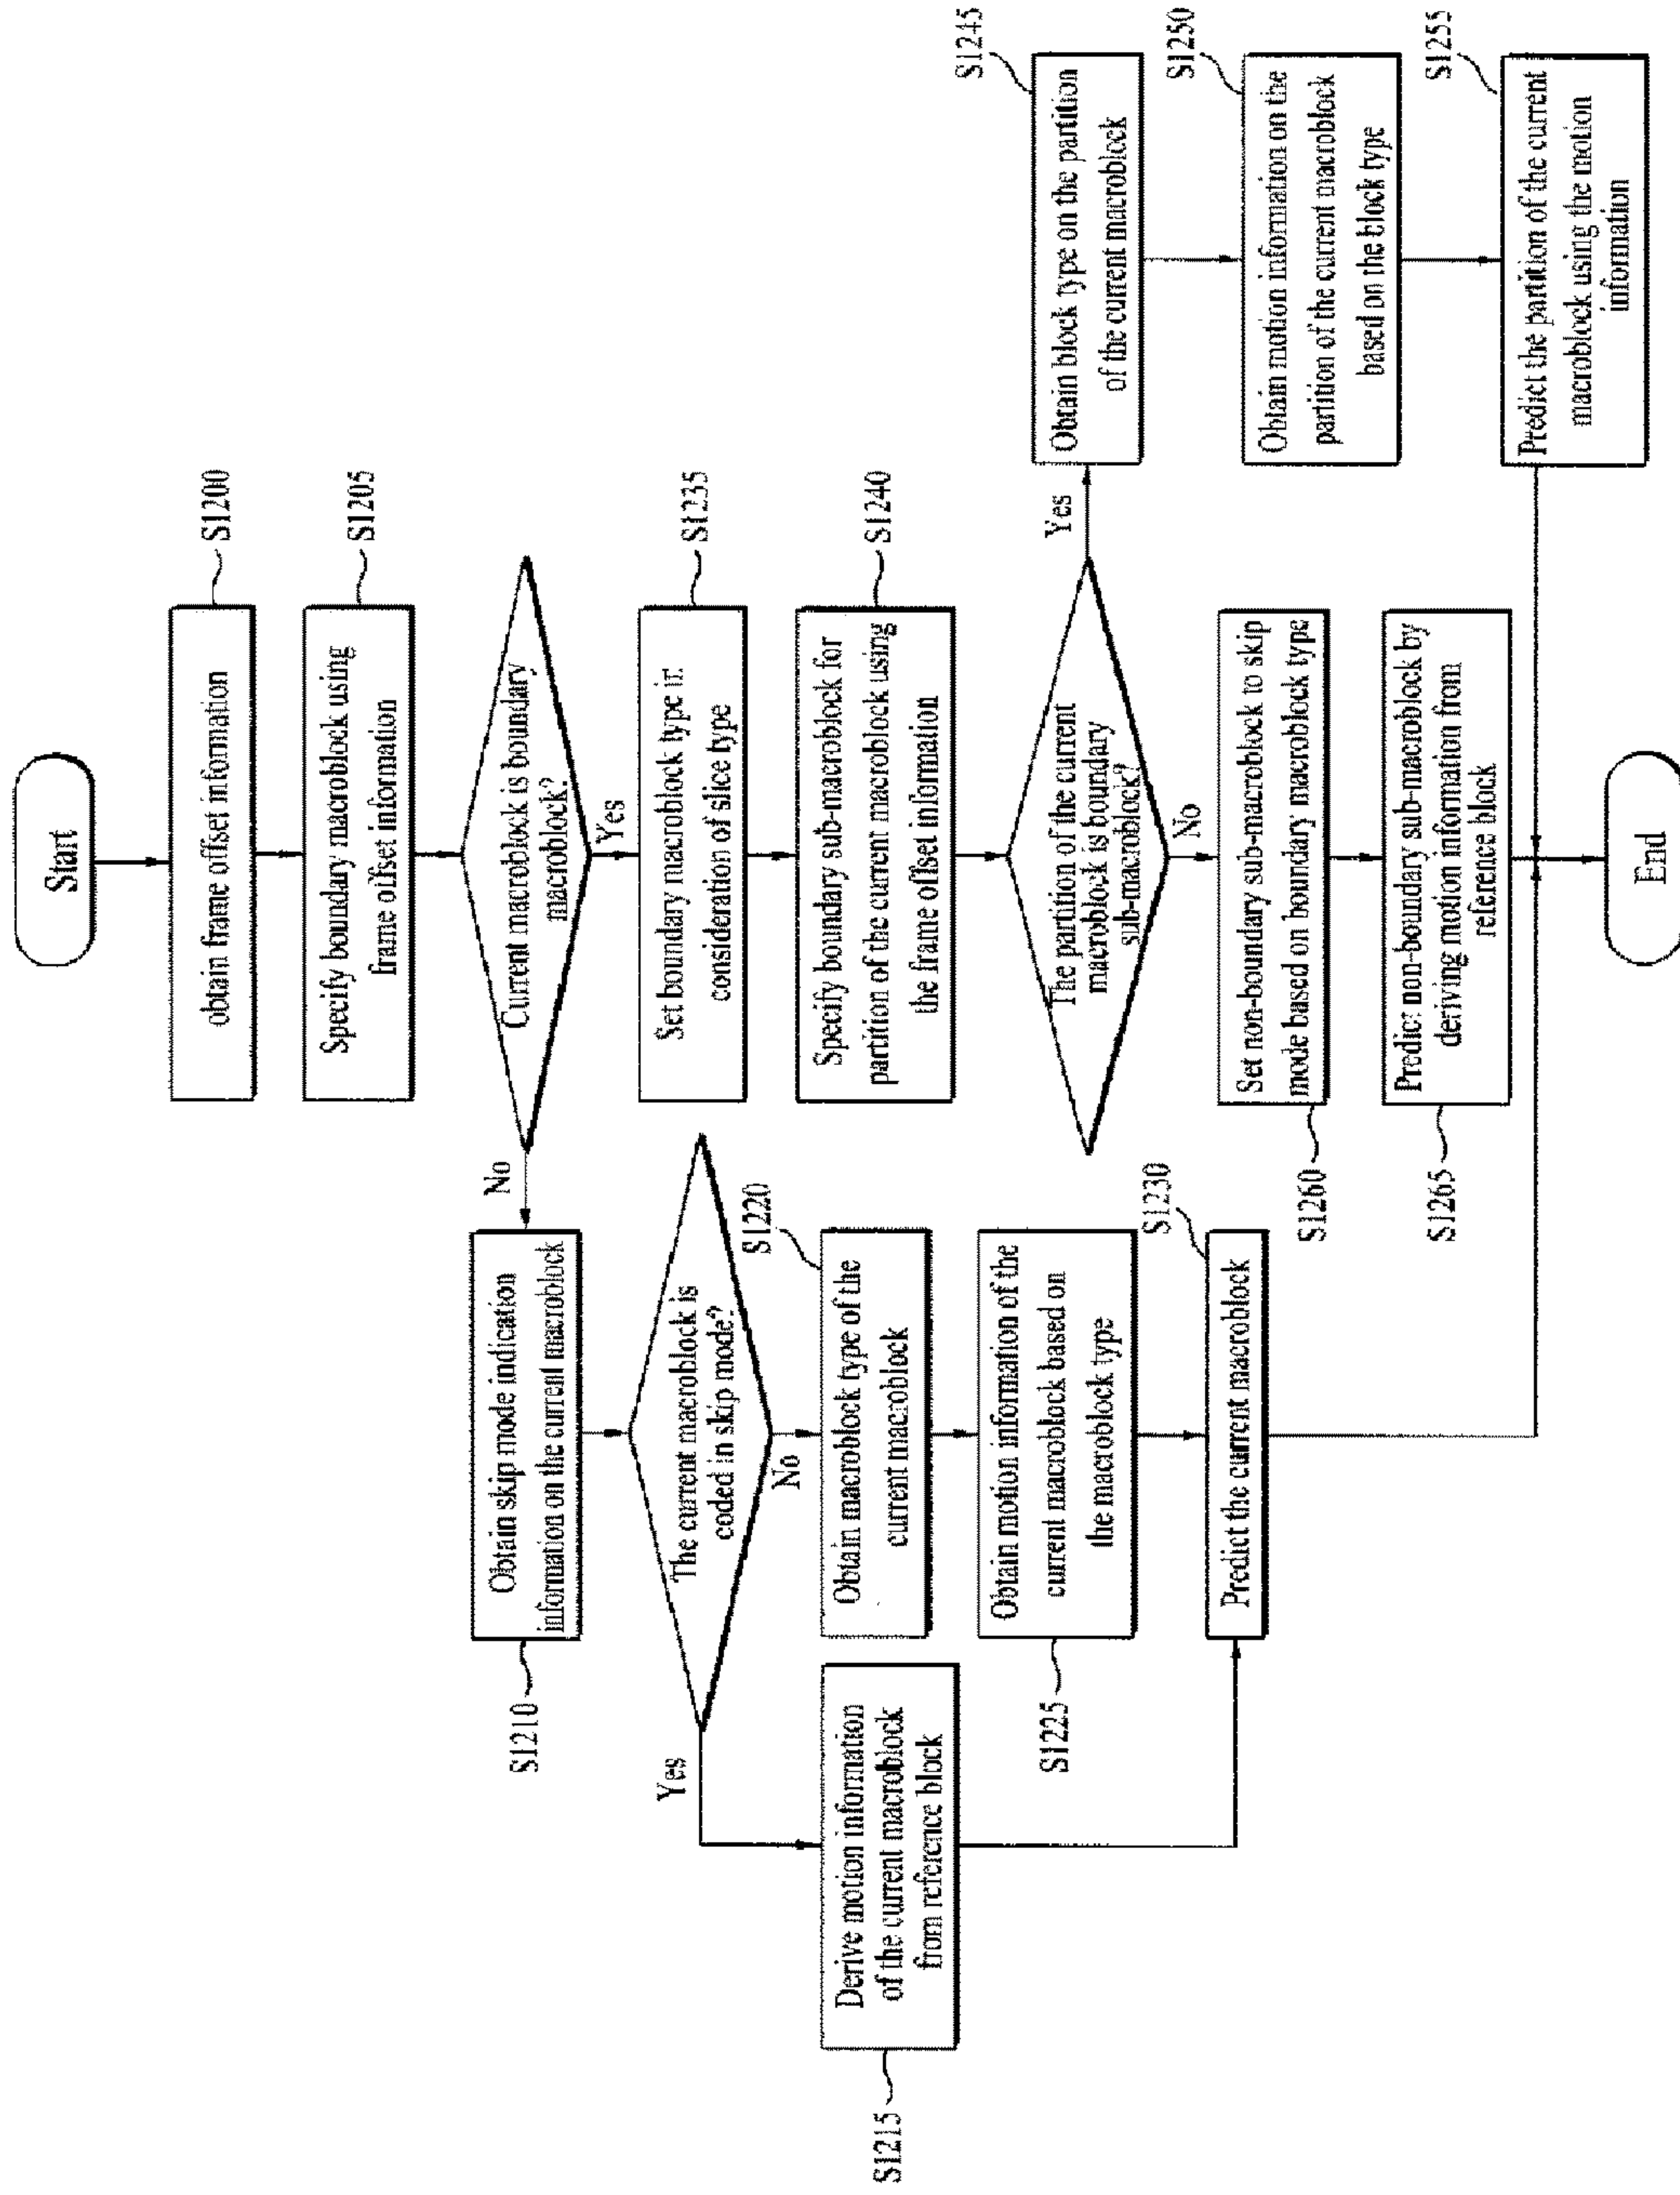 Start
obtain frame offset information
S1200
Specify boundary macroblock using
frame offset information
S1205
Current macroblock is boundary
macroblock?
No
Yes
Obtain skip mode indication
information on the current macroblock
S1210
The current macroblock is
coded in skip mode?
Yes
No
Derive motion information
of the current macroblock
from reference block
S1215
Obtain macroblock type of the
current macroblock
S1220
Obtain motion information of the
current macroblock based on
the macroblock type
S1225
Predict the current macroblock
S1230
Set boundary macroblock type in
consideration of slice type
S1235
Specify boundary sub-macroblock for
partition of the current macroblock using
the frame offset information
S1240
The partition of the current
macroblock is boundary
sub-macroblock?
Yes
No
Obtain block type on the partition
of the current macroblock
S1245
Obtain motion information on the
partition of the current macroblock
based on the block type
S1250
Predict the partition of the current
macroblock using the motion
information
S1255
Set non-boundary sub-macroblock to skip
mode based on boundary macroblock type
S1260
Predict non-boundary sub-macroblock by
deriving motion information from
reference block
S1265
End